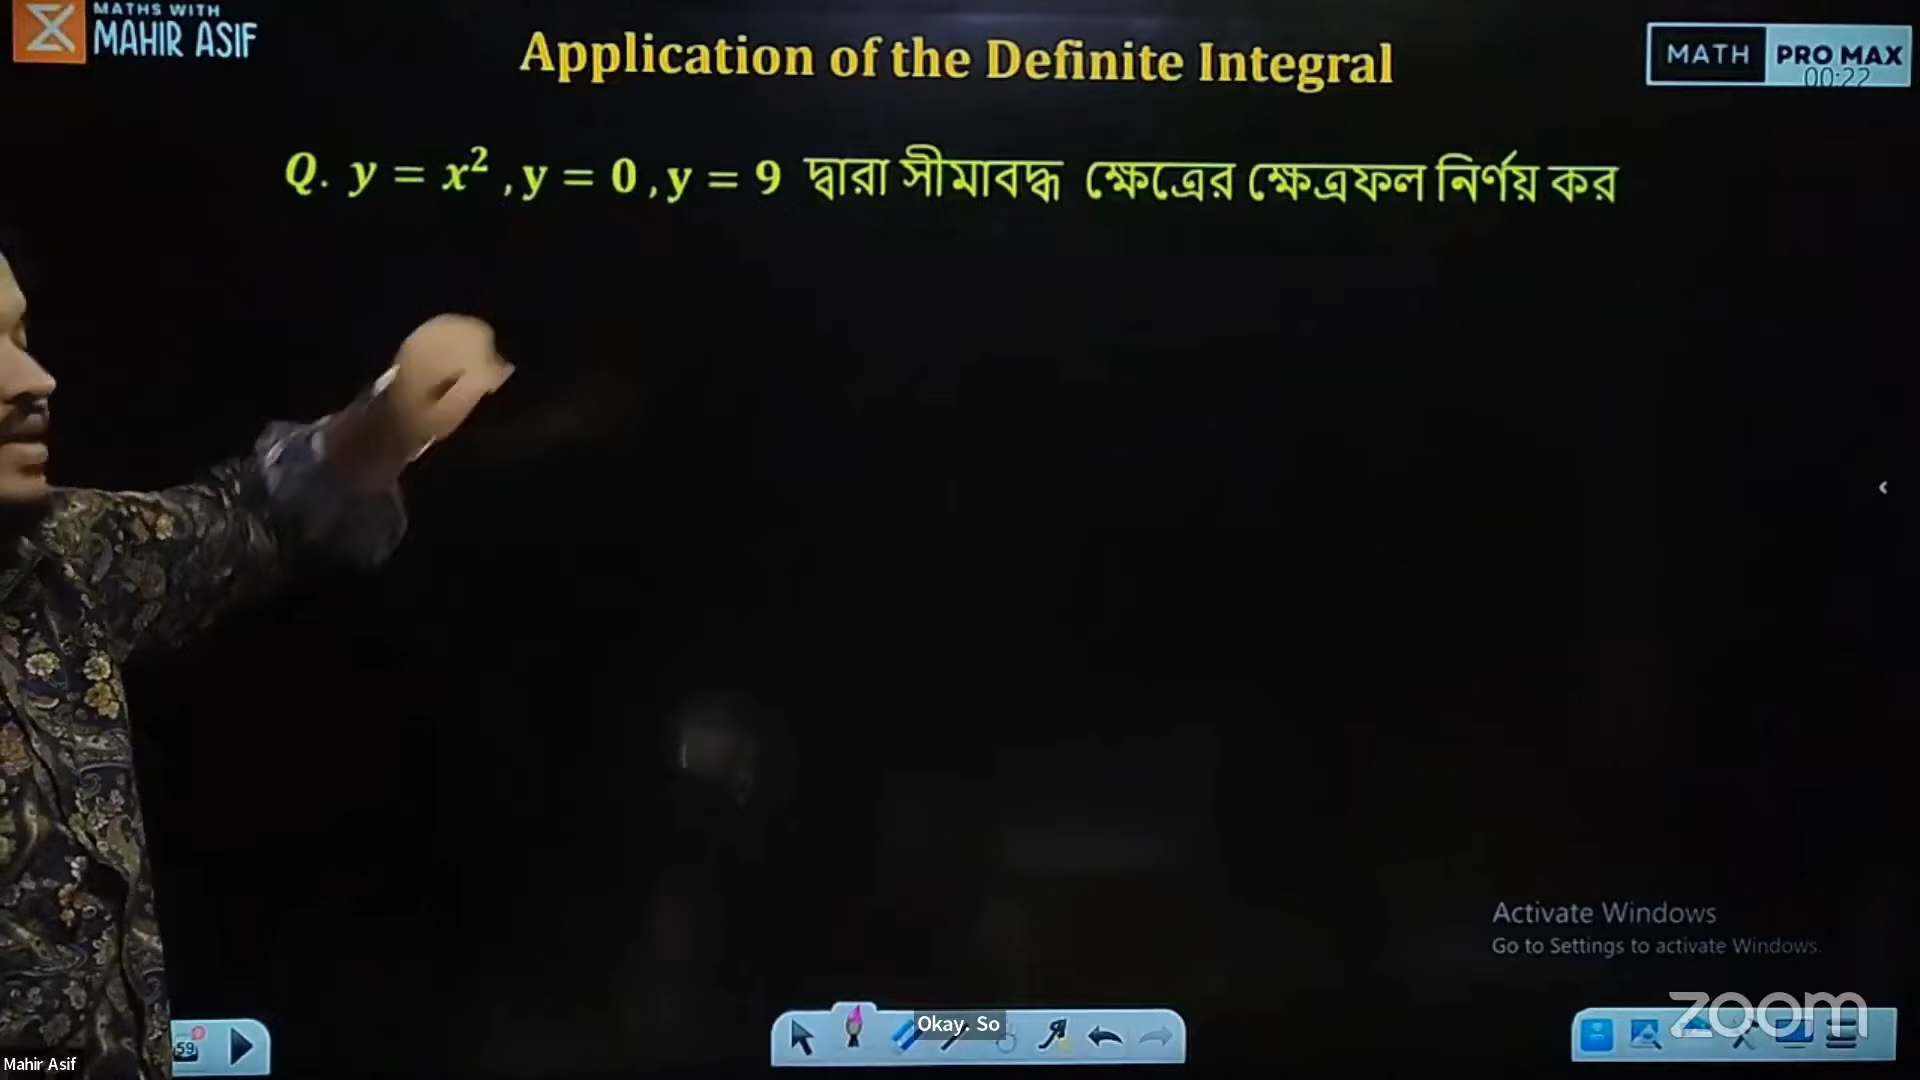 MATHS WITH
MAHIR ASIF
Application of the Definite Integral
MATH PRO MAX
00:22
Q. y = x² , y = 0 , y = 9 দ্বারা সীমাবদ্ধ ক্ষেত্রের ক্ষেত্রফল নির্ণয় কর
Activate Windows
Go to Settings to activate Windows.
zoom
Okay. So
59
Mahir Asif